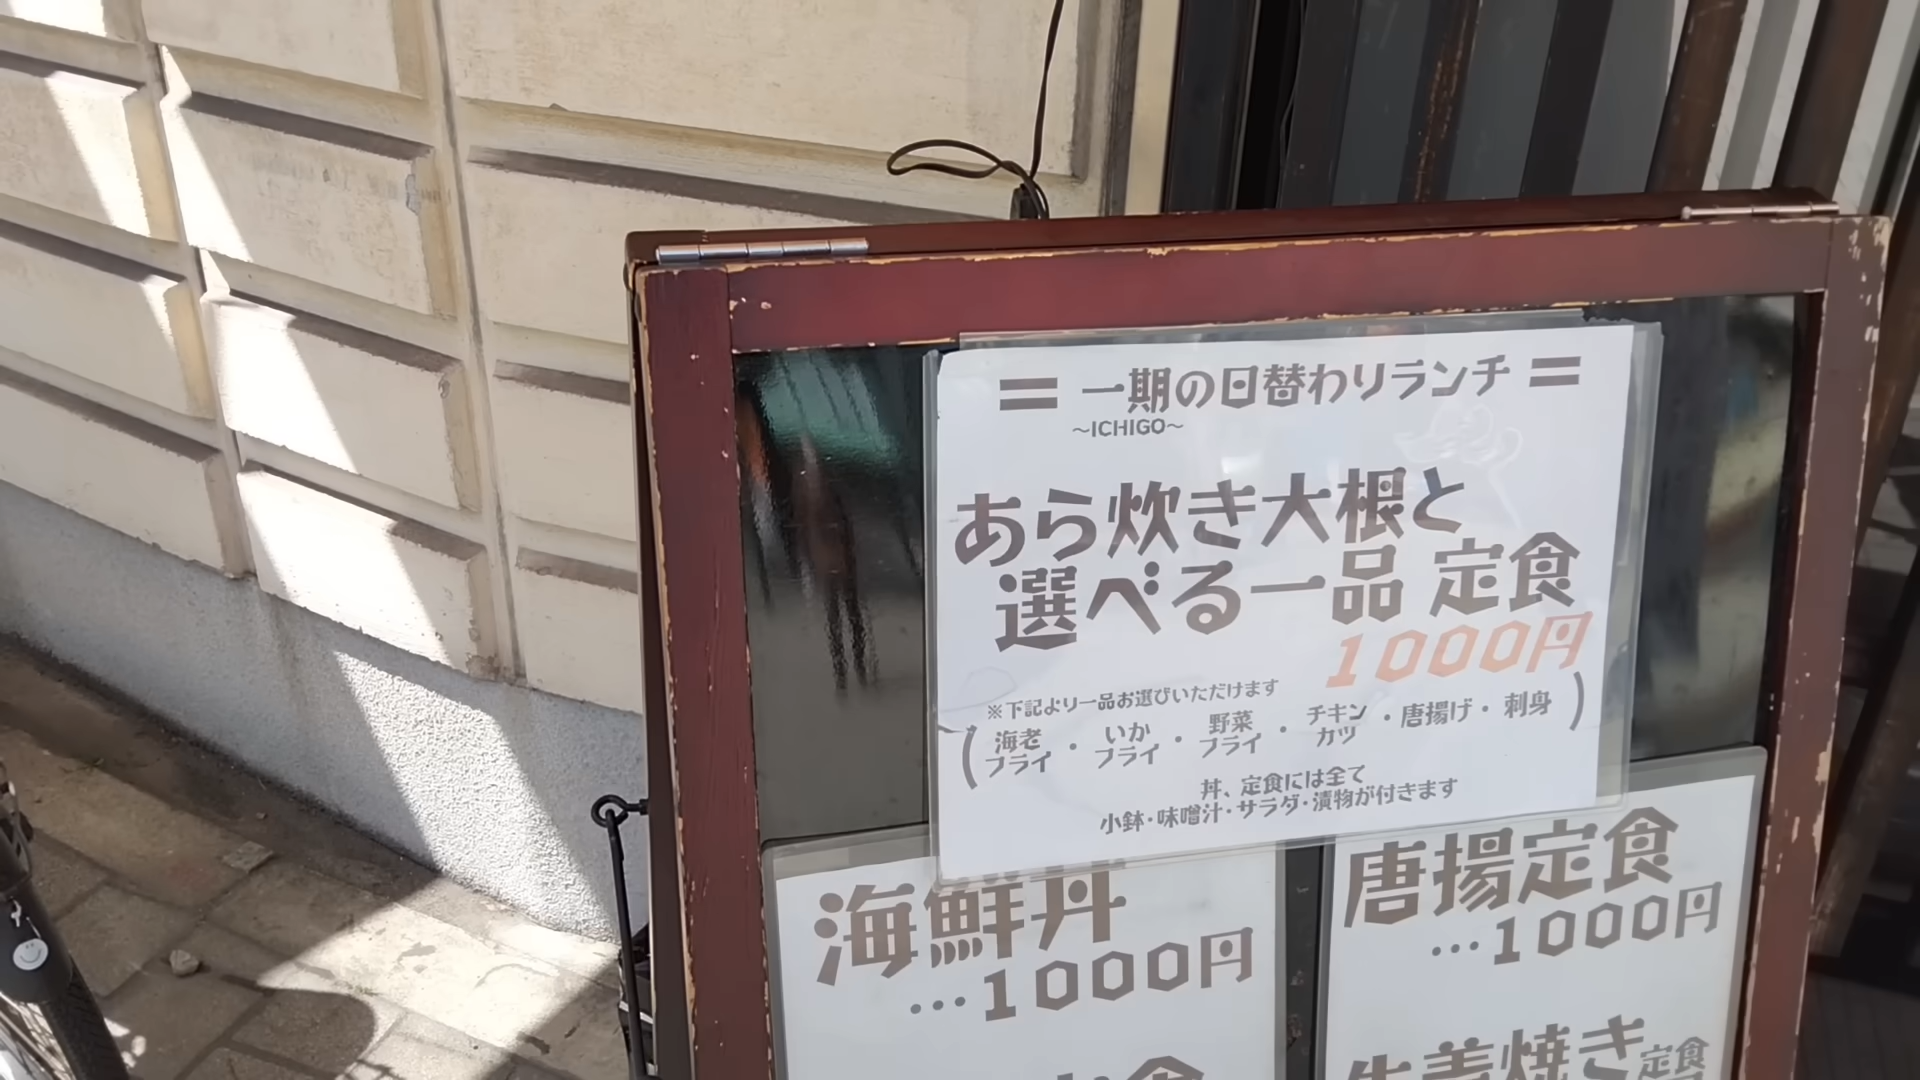 = 一期の日替わりランチ =
～ICHIGO～
あら炊き大根と
選べる一品 定食
1000円
※下記より一品お選びいただけます
(海老フライ・いかフライ・野菜フライ・チキンカツ・唐揚げ・刺身)
丼、定食には全て
小鉢・味噌汁・サラダ・漬物が付きます
海鮮丼
…1000円
唐揚定食
…1000円
生姜焼き定食